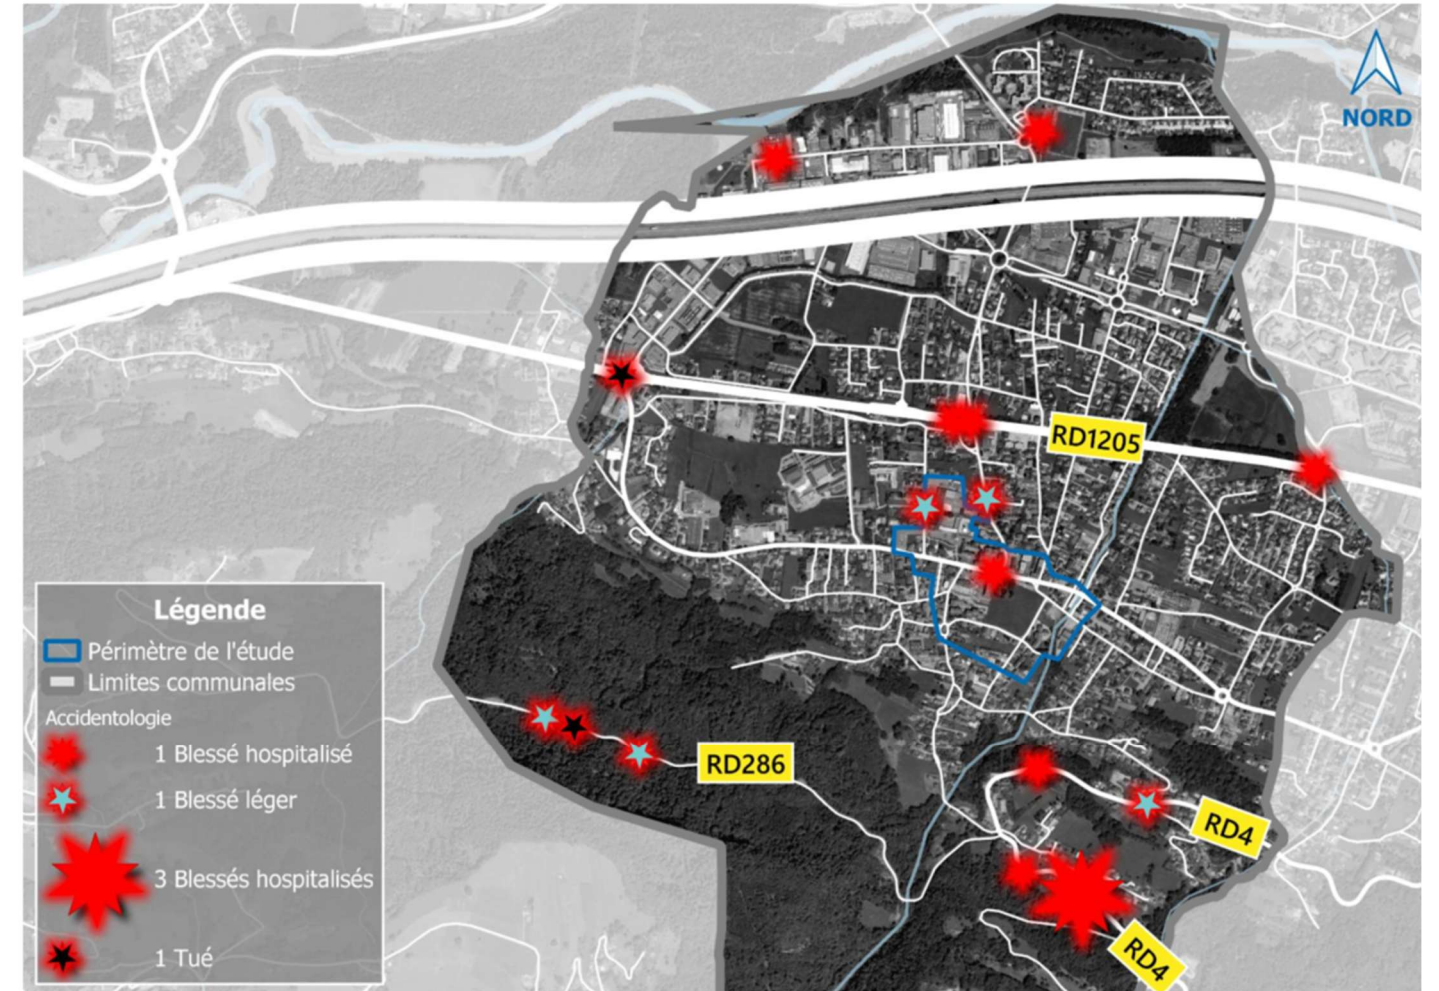 NORD
RD1205
Légende
Périmètre de l'étude
Limites communales
Accidentologie
1 Blessé hospitalisé
1 Blessé léger
3 Blessés hospitalisés
1 Tué
RD286
RD4
RD4